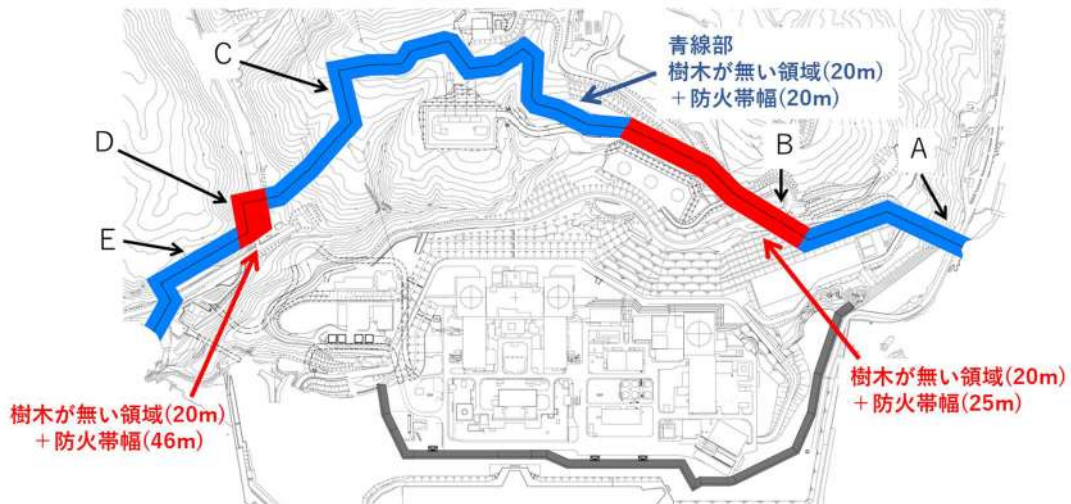 C
青線部
樹木が無い領域(20m)
＋防火帯幅(20m)
D
B
A
E
樹木が無い領域(20m)
＋防火帯幅(46m)
樹木が無い領域(20m)
＋防火帯幅(25m)